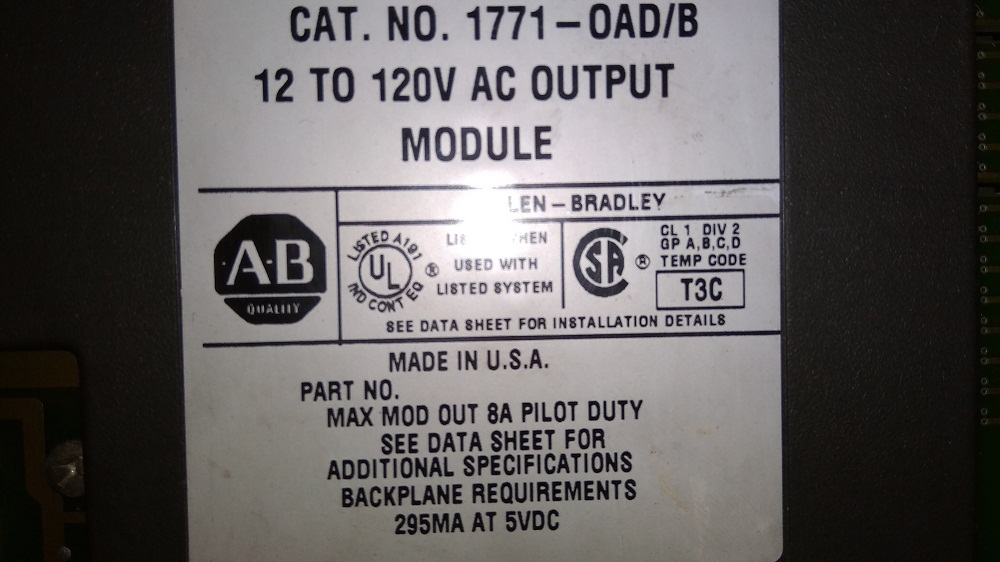 CAT. NO. 1771-OAD/B
12 TO 120V AC OUTPUT
MODULE
LEN-BRADLEY
A-B
QUALITY
LISTED A191
UL
IND CONT EQ
®
USED WITH
LISTED SYSTEM
SA
®
CL 1 DIV 2
GP A,B,C,D
TEMP CODE
T3C
SEE DATA SHEET FOR INSTALLATION DETAILS
MADE IN U.S.A.
PART NO.
MAX MOD OUT 8A PILOT DUTY
SEE DATA SHEET FOR
ADDITIONAL SPECIFICATIONS
BACKPLANE REQUIREMENTS
295MA AT 5VDC